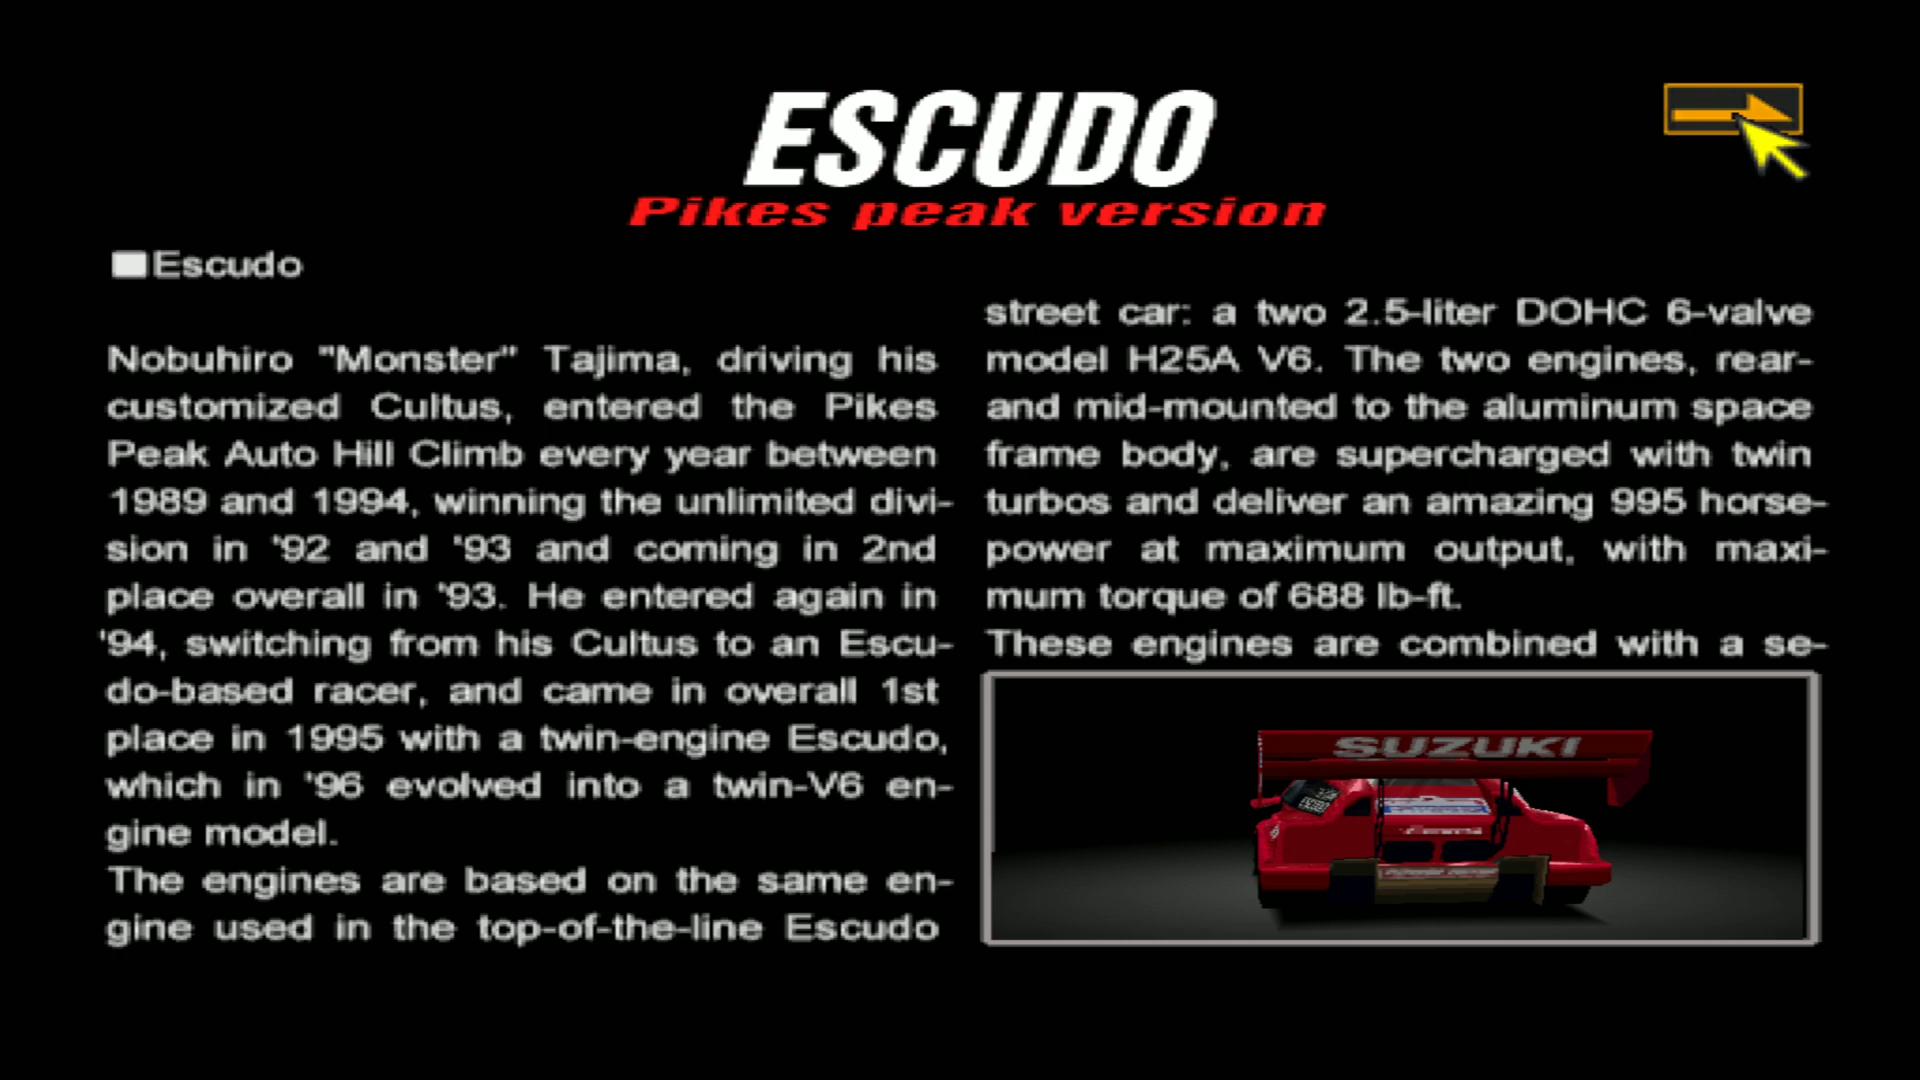 ESCUDO
Pikes peak version
■Escudo
Nobuhiro "Monster" Tajima, driving his
customized Cultus, entered the Pikes
Peak Auto Hill Climb every year between
1989 and 1994, winning the unlimited divi-
sion in '92 and '93 and coming in 2nd
place overall in '93. He entered again in
'94, switching from his Cultus to an Escu-
do-based racer, and came in overall 1st
place in 1995 with a twin-engine Escudo,
which in '96 evolved into a twin-V6 en-
gine model.
The engines are based on the same en-
gine used in the top-of-the-line Escudo
street car: a two 2.5-liter DOHC 6-valve
model H25A V6. The two engines, rear-
and mid-mounted to the aluminum space
frame body, are supercharged with twin
turbos and deliver an amazing 995 horse-
power at maximum output, with maxi-
mum torque of 688 lb-ft.
These engines are combined with a se-
SUZUKI